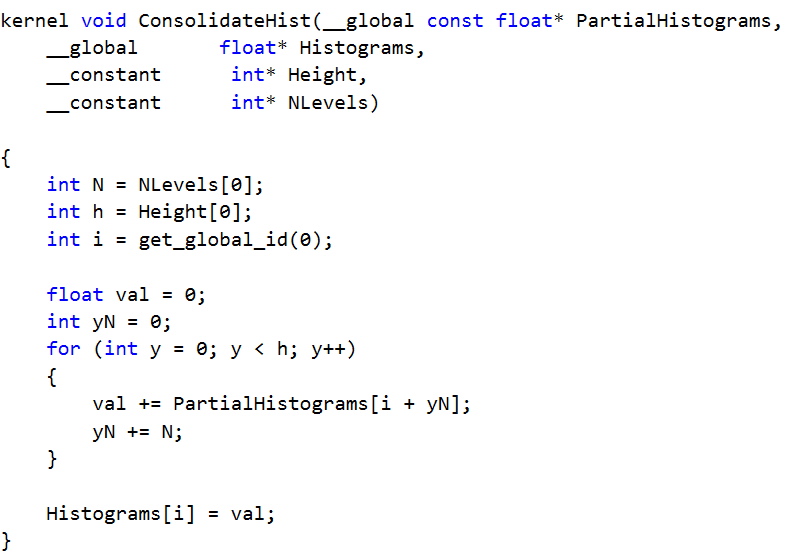 kernel void ConsolidateHist(__global const float* PartialHistograms,
    __global       float* Histograms,
    __constant      int* Height,
    __constant      int* NLevels)

{
    int N = NLevels[0];
    int h = Height[0];
    int i = get_global_id(0);

    float val = 0;
    int yN = 0;
    for (int y = 0; y < h; y++)
    {
        val += PartialHistograms[i + yN];
        yN += N;
    }

    Histograms[i] = val;
}